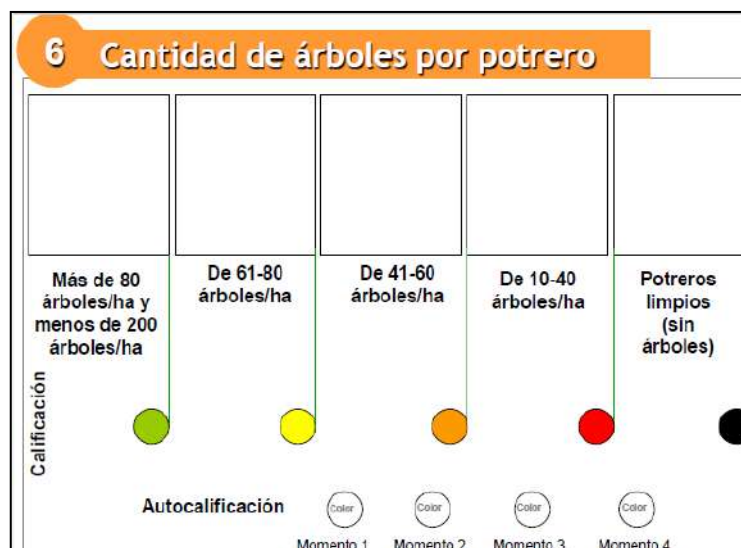 6 Cantidad de árboles por potrero
Más de 80
árboles/ha y
menos de 200
árboles/ha
De 61-80
árboles/ha
De 41-60
árboles/ha
De 10-40
árboles/ha
Potreros
limpios
(sin
árboles)
Calificación
Autocalificación
Color Color Color Color
Momento 1 Momento 2 Momento 3 Momento 4